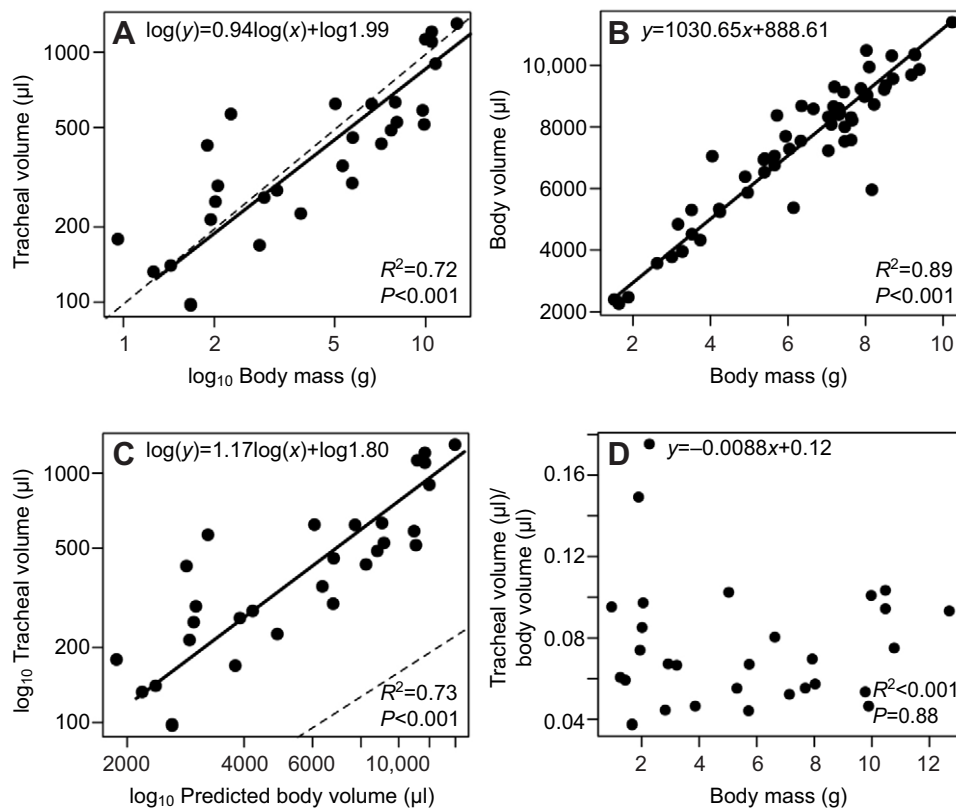 A log(y)=0.94log(x)+log1.99
1000
500
200
100
Tracheal volume (µl)
R²=0.72
P<0.001
1 2 5 10
log₁₀ Body mass (g)
B y=1030.65x+888.61
10,000
8000
6000
4000
2000
Body volume (µl)
R²=0.89
P<0.001
2 4 6 8 10
Body mass (g)
C log(y)=1.17log(x)+log1.80
1000
500
200
100
log₁₀ Tracheal volume (µl)
R²=0.73
P<0.001
2000 4000 6000 10,000
log₁₀ Predicted body volume (µl)
D y=–0.0088x+0.12
0.16
0.12
0.08
0.04
Tracheal volume (µl)/
body volume (µl)
R²<0.001
P=0.88
2 4 6 8 10 12
Body mass (g)